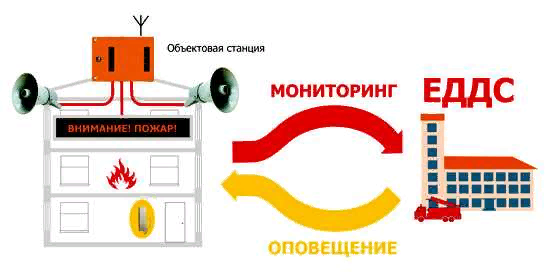 Объектовая станция
МОНИТОРИНГ
ЕДДС
ВНИМАНИЕ! ПОЖАР!
ОПОВЕЩЕНИЕ